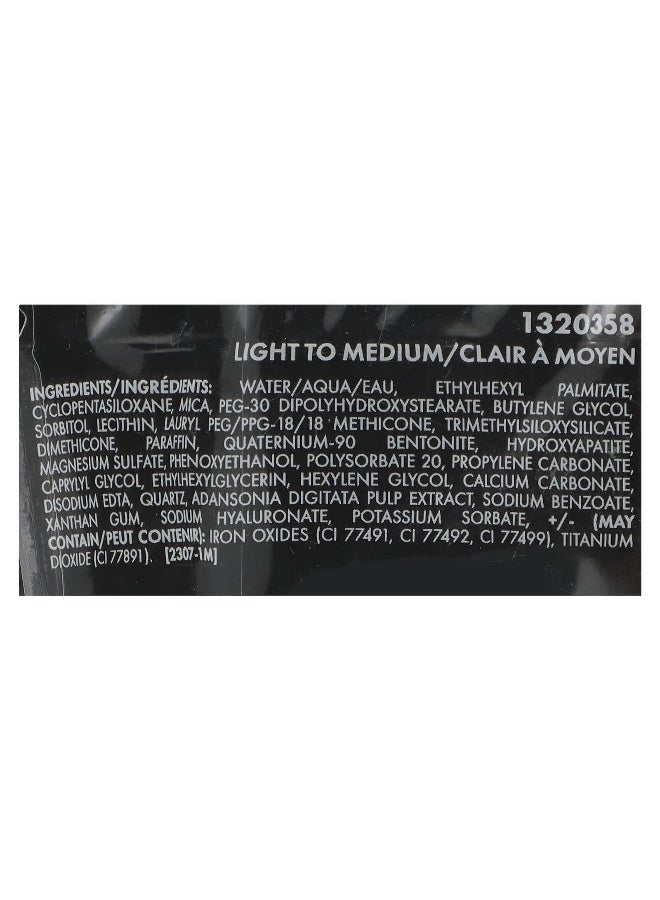 1320358
LIGHT TO MEDIUM/CLAIR À MOYEN
INGREDIENTS/INGRÉDIENTS: WATER/AQUA/EAU, ETHYLHEXYL PALMITATE,
CYCLOPENTASILOXANE, MICA, PEG-30 DIPOLYHYDROXYSTEARATE, BUTYLENE GLYCOL,
SORBITOL, LECITHIN, LAURYL PEG/PPG-18/18 METHICONE, TRIMETHYLSILOXYSILICATE,
DIMETHICONE, PARAFFIN, QUATERNIUM-90 BENTONITE, HYDROXYAPATITE,
MAGNESIUM SULFATE, PHENOXYETHANOL, POLYSORBATE 20, PROPYLENE CARBONATE,
CAPRYLYL GLYCOL, ETHYLHEXYLGLYCERIN, HEXYLENE GLYCOL, CALCIUM CARBONATE,
DISODIUM EDTA, QUARTZ, ADANSONIA DIGITATA PULP EXTRACT, SODIUM BENZOATE,
XANTHAN GUM, SODIUM HYALURONATE, POTASSIUM SORBATE, +/- (MAY
CONTAIN/PEUT CONTENIR): IRON OXIDES (CI 77491, CI 77492, CI 77499), TITANIUM
DIOXIDE (CI 77891). [2307-1M]